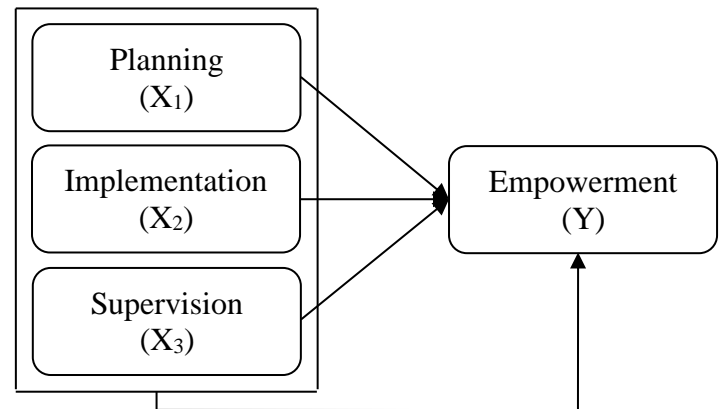 Planning
(X₁)
Implementation
(X₂)
Supervision
(X₃)
Empowerment
(Y)